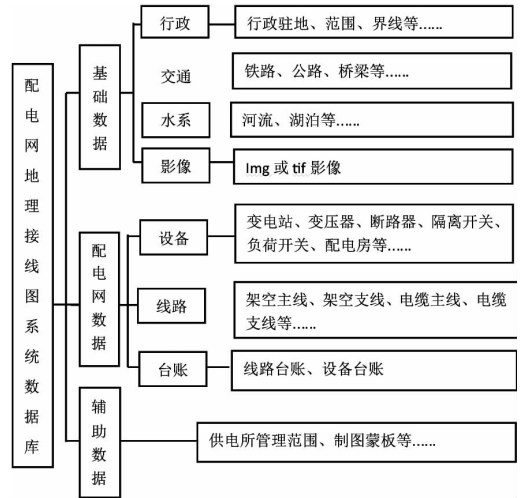 配电网地理接线图系统数据库
基础数据
行政
行政驻地、范围、界线等......
交通
铁路、公路、桥梁等......
水系
河流、湖泊等......
影像
Img 或 tif 影像
配电网数据
设备
变电站、变压器、断路器、隔离开关、
负荷开关、配电房等......
线路
架空主线、架空支线、电缆主线、电缆
支线等......
台账
线路台账、设备台账
辅助数据
供电所管理范围、制图蒙板等......